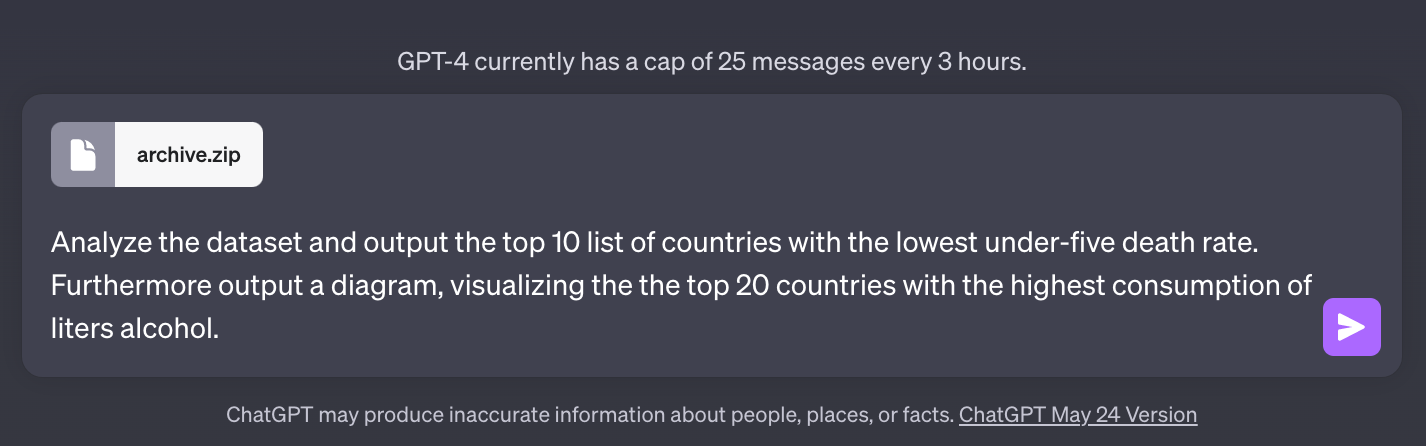 GPT-4 currently has a cap of 25 messages every 3 hours.
archive.zip
Analyze the dataset and output the top 10 list of countries with the lowest under-five death rate.
Furthermore output a diagram, visualizing the the top 20 countries with the highest consumption of
liters alcohol.
ChatGPT may produce inaccurate information about people, places, or facts. ChatGPT May 24 Version